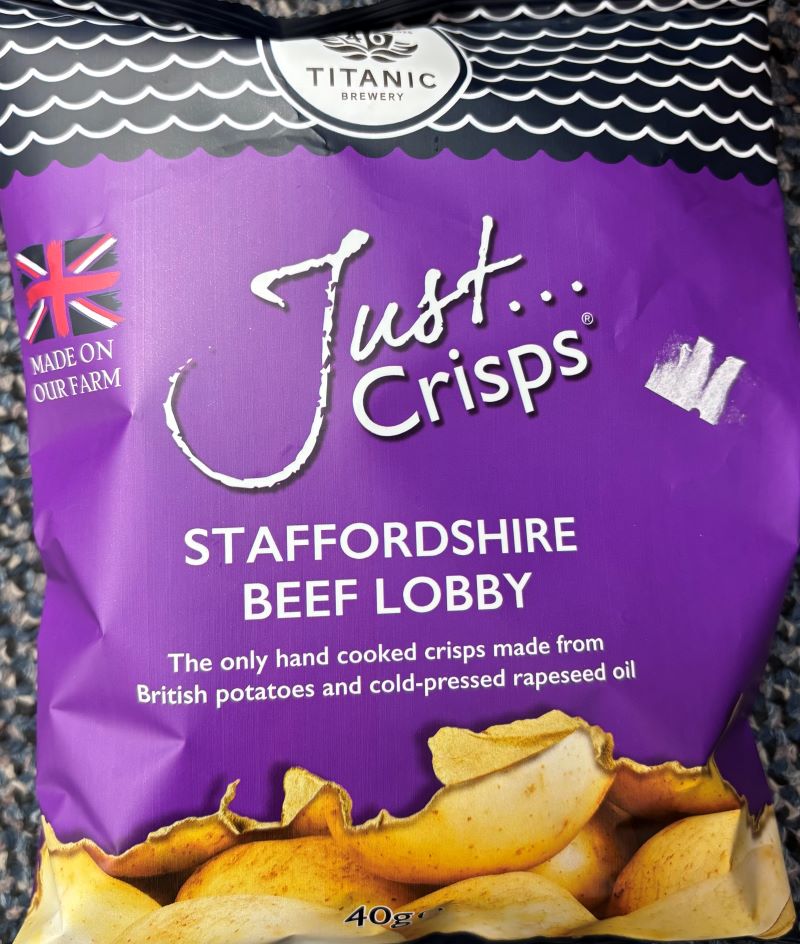 TITANIC
BREWERY
MADE ON
OUR FARM
Just...
Crisps®
STAFFORDSHIRE
BEEF LOBBY
The only hand cooked crisps made from
British potatoes and cold-pressed rapeseed oil
40g